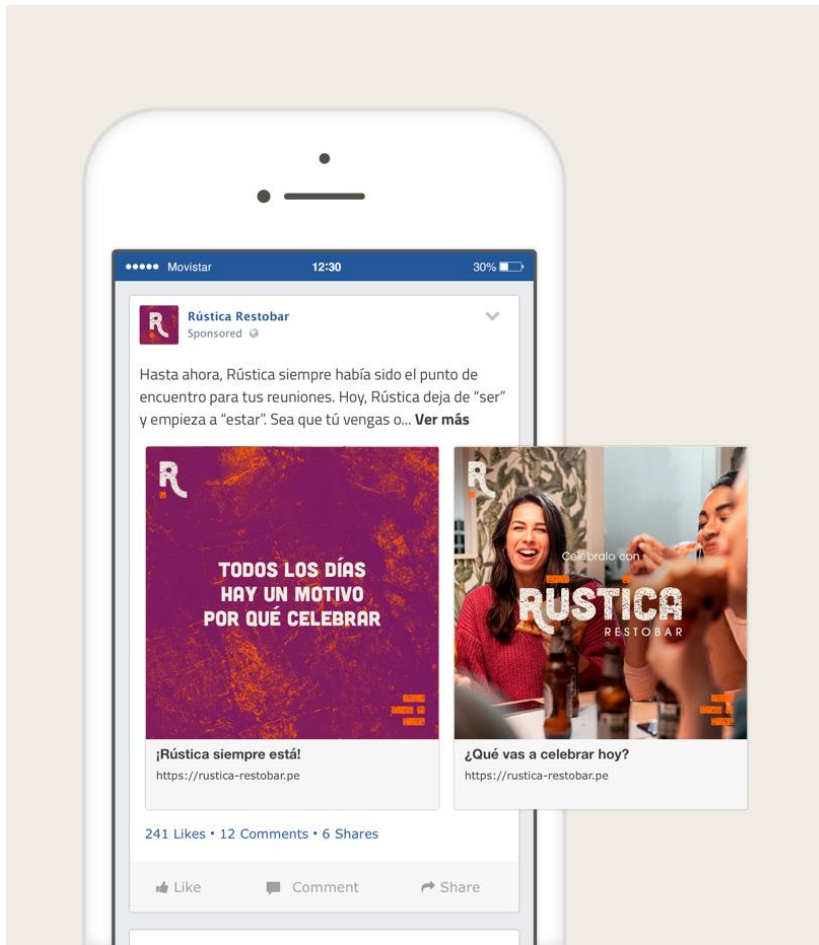 Movistar 12:30 30%
R
Rústica Restobar
Sponsored
Hasta ahora, Rústica siempre había sido el punto de
encuentro para tus reuniones. Hoy, Rústica deja de “ser”
y empieza a “estar”. Sea que tú vengas o... Ver más
R
TODOS LOS DÍAS
HAY UN MOTIVO
POR QUÉ CELEBRAR
¡Rústica siempre está!
https://rustica-restobar.pe
R
Celébralo con
RÚSTICA
RESTOBAR
¿Qué vas a celebrar hoy?
https://rustica-restobar.pe
241 Likes • 12 Comments • 6 Shares
Like Comment Share